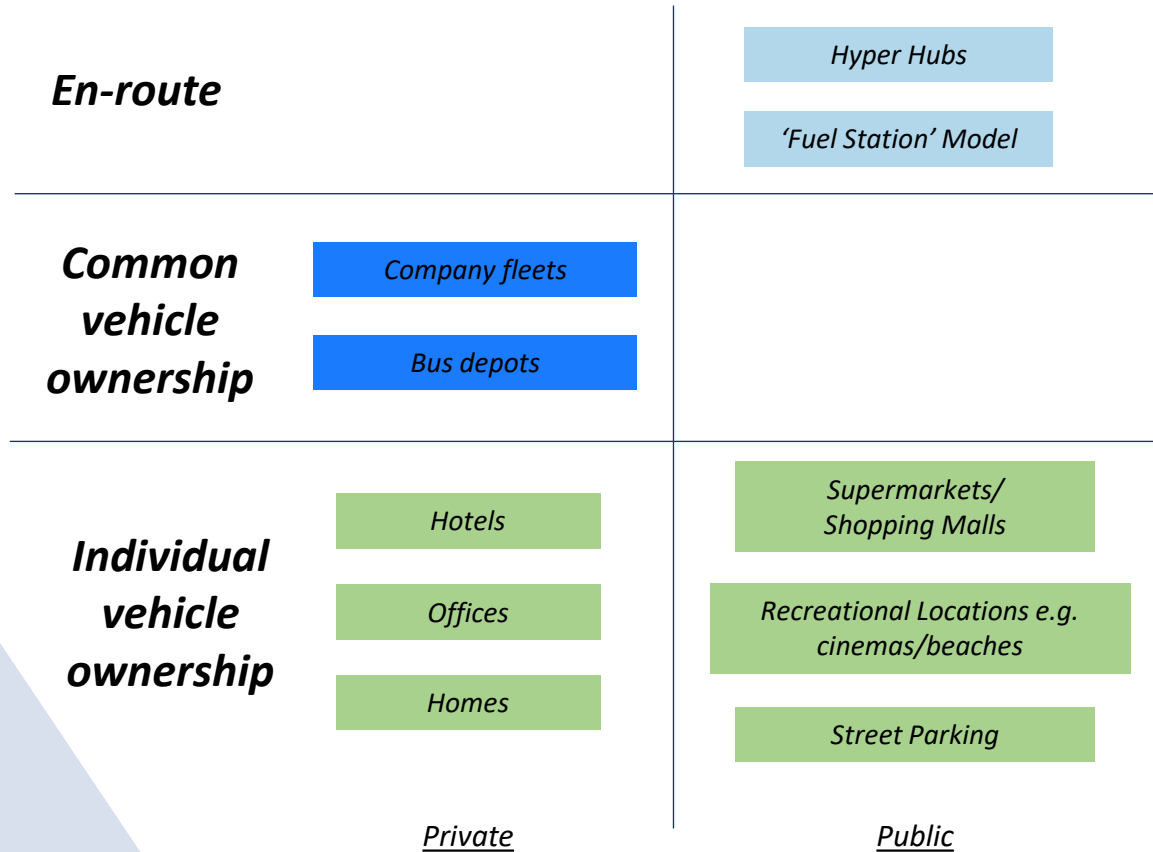 En-route
Hyper Hubs
‘Fuel Station’ Model
Common
vehicle
ownership
Company fleets
Bus depots
Individual
vehicle
ownership
Hotels
Offices
Homes
Supermarkets/
Shopping Malls
Recreational Locations e.g.
cinemas/beaches
Street Parking
Private
Public